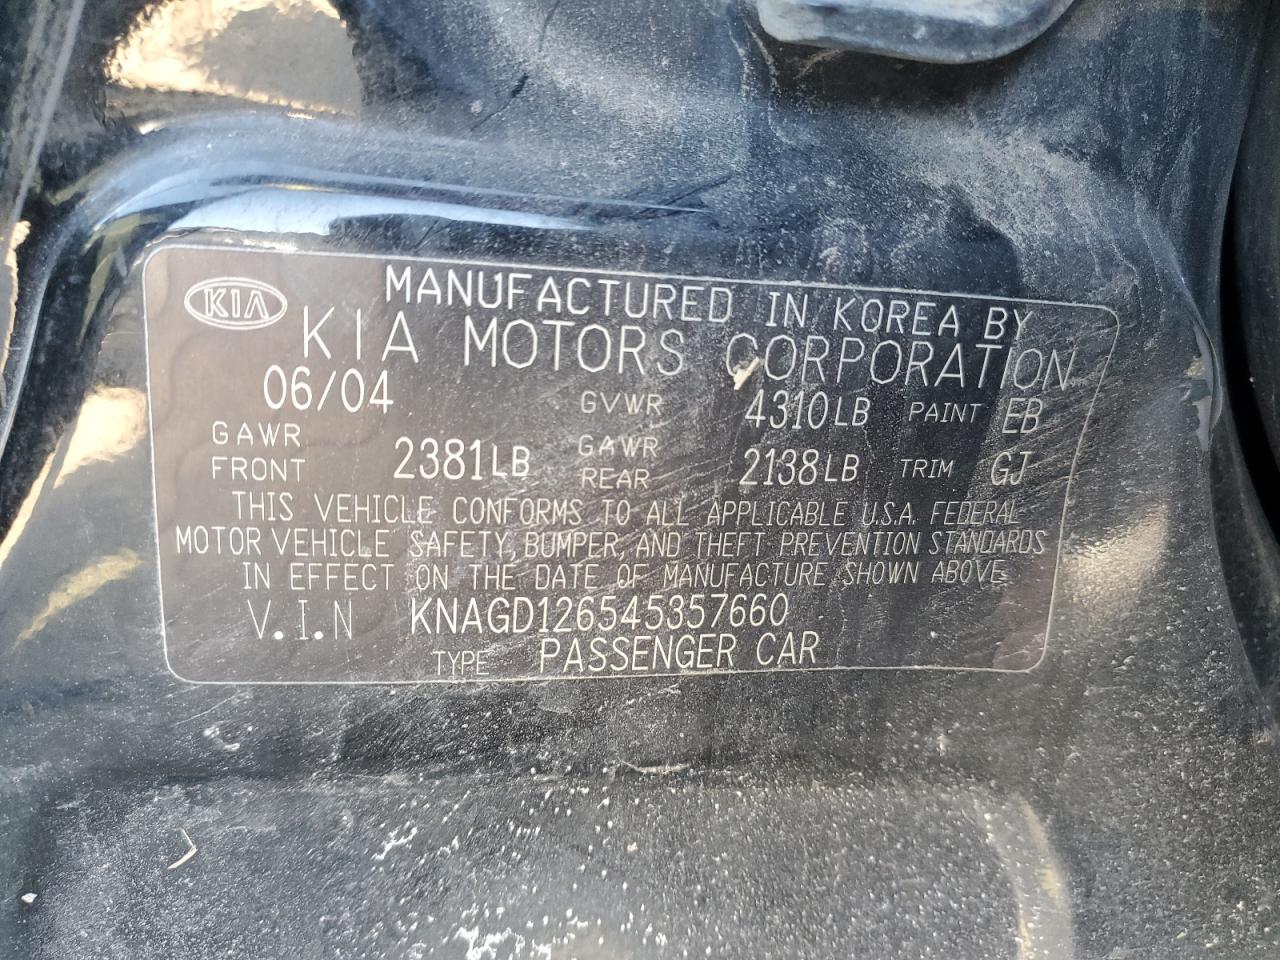 KIA
MANUFACTURED IN KOREA BY
KIA MOTORS CORPORATION
06/04 GVWR 4310LB PAINT EB
GAWR FRONT 2381LB GAWR REAR 2138LB TRIM GJ
THIS VEHICLE CONFORMS TO ALL APPLICABLE U.S.A. FEDERAL
MOTOR VEHICLE SAFETY, BUMPER, AND THEFT PREVENTION STANDARDS
IN EFFECT ON THE DATE OF MANUFACTURE SHOWN ABOVE
V.I.N KNAGD126545357660
TYPE PASSENGER CAR